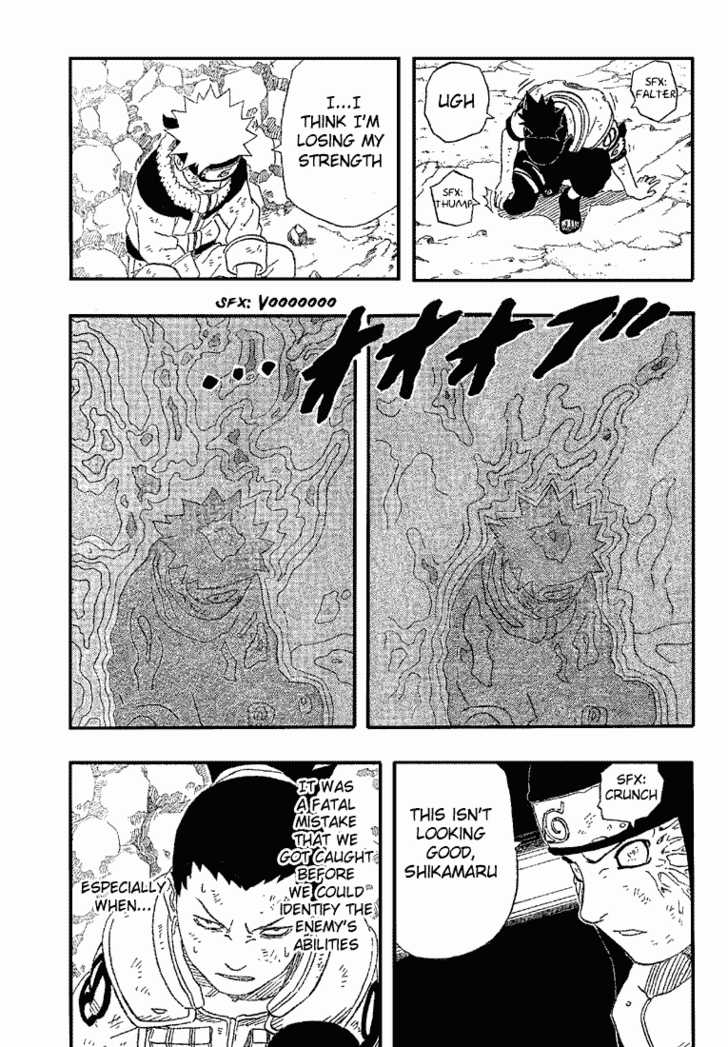 SFX:
FALTER
UGH
SFX:
THUMP
I...I
THINK I'M
LOSING MY
STRENGTH
SFX: VOOOOOOO
ブオオオ...
SFX:
CRUNCH
THIS ISN'T
LOOKING
GOOD,
SHIKAMARU
IT WAS
A FATAL
MISTAKE
THAT WE
GOT CAUGHT
BEFORE
WE COULD
IDENTIFY THE
ENEMY'S
ABILITIES
ESPECIALLY
WHEN...